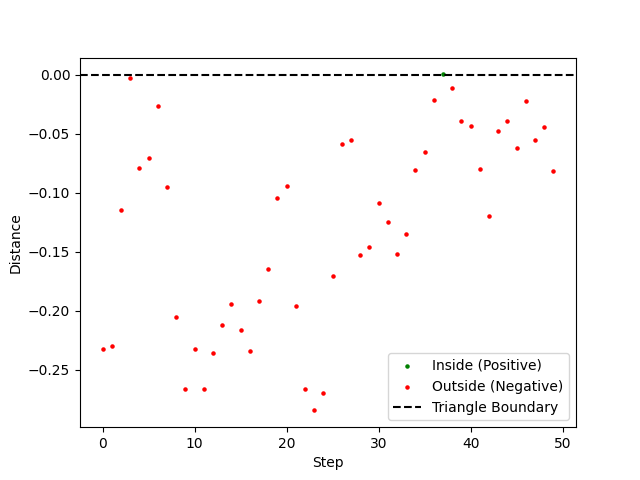 0.00
−0.05
−0.10
−0.15
−0.20
−0.25
Distance
0
10
20
30
40
50
Step
Inside (Positive)
Outside (Negative)
Triangle Boundary